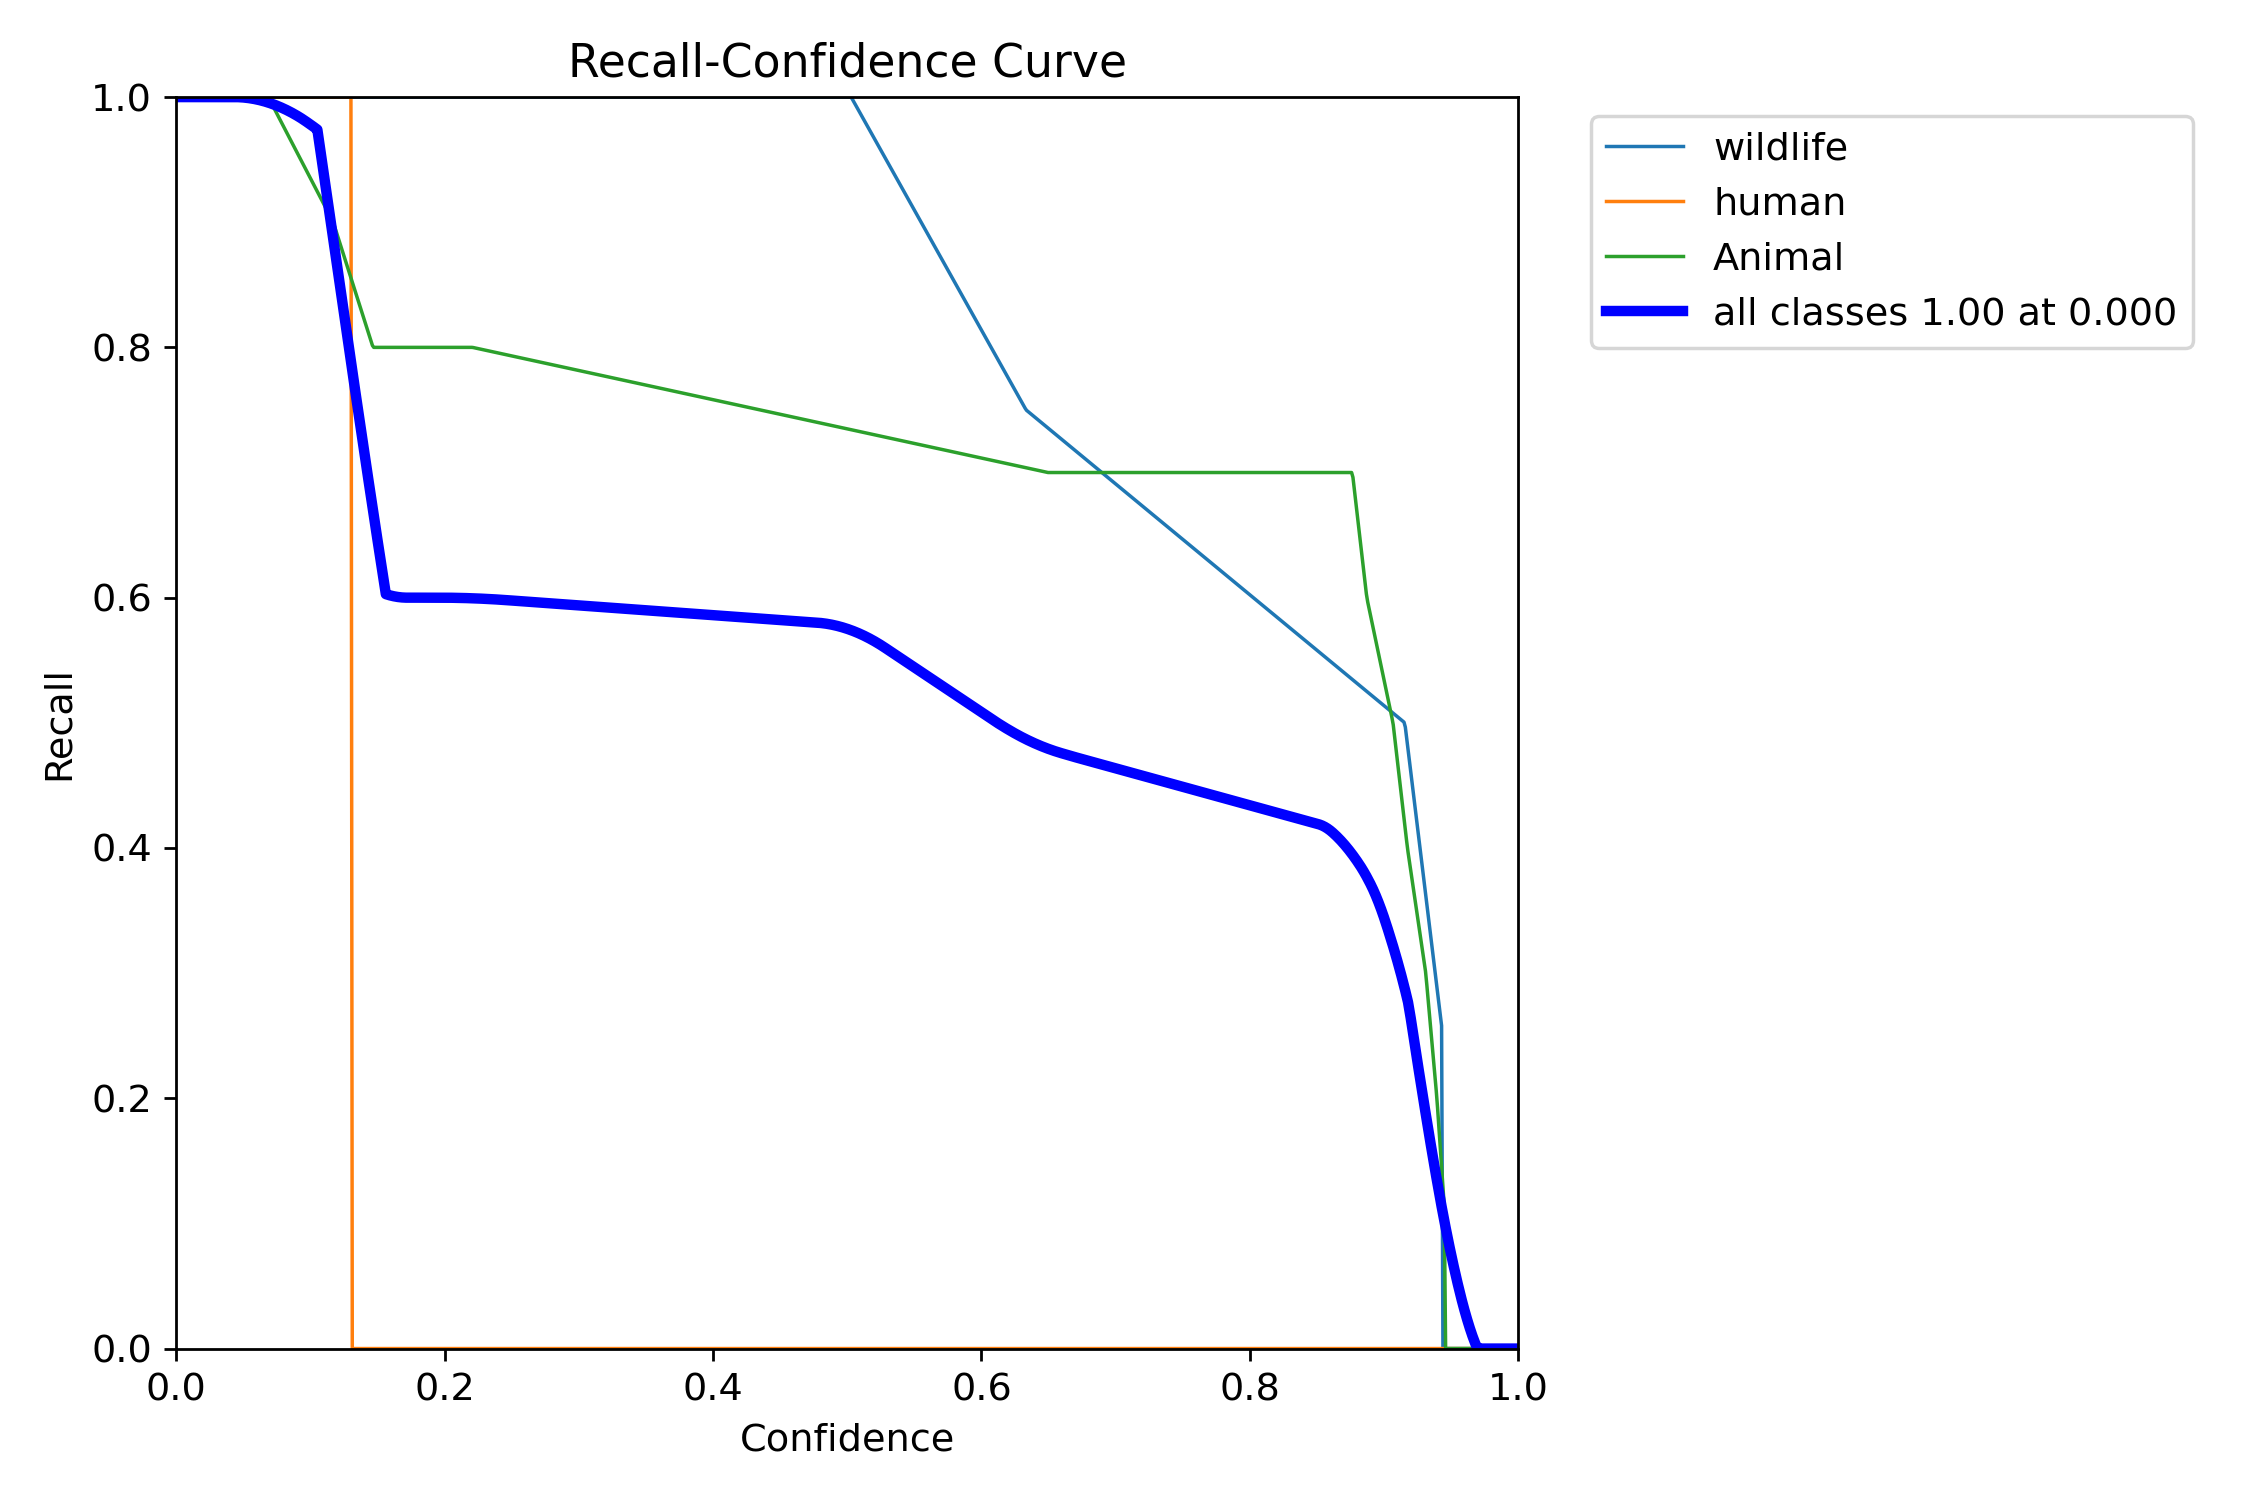 Recall-Confidence Curve
1.0
0.8
0.6
0.4
0.2
0.0
Recall
0.0 0.2 0.4 0.6 0.8 1.0
Confidence
wildlife
human
Animal
all classes 1.00 at 0.000